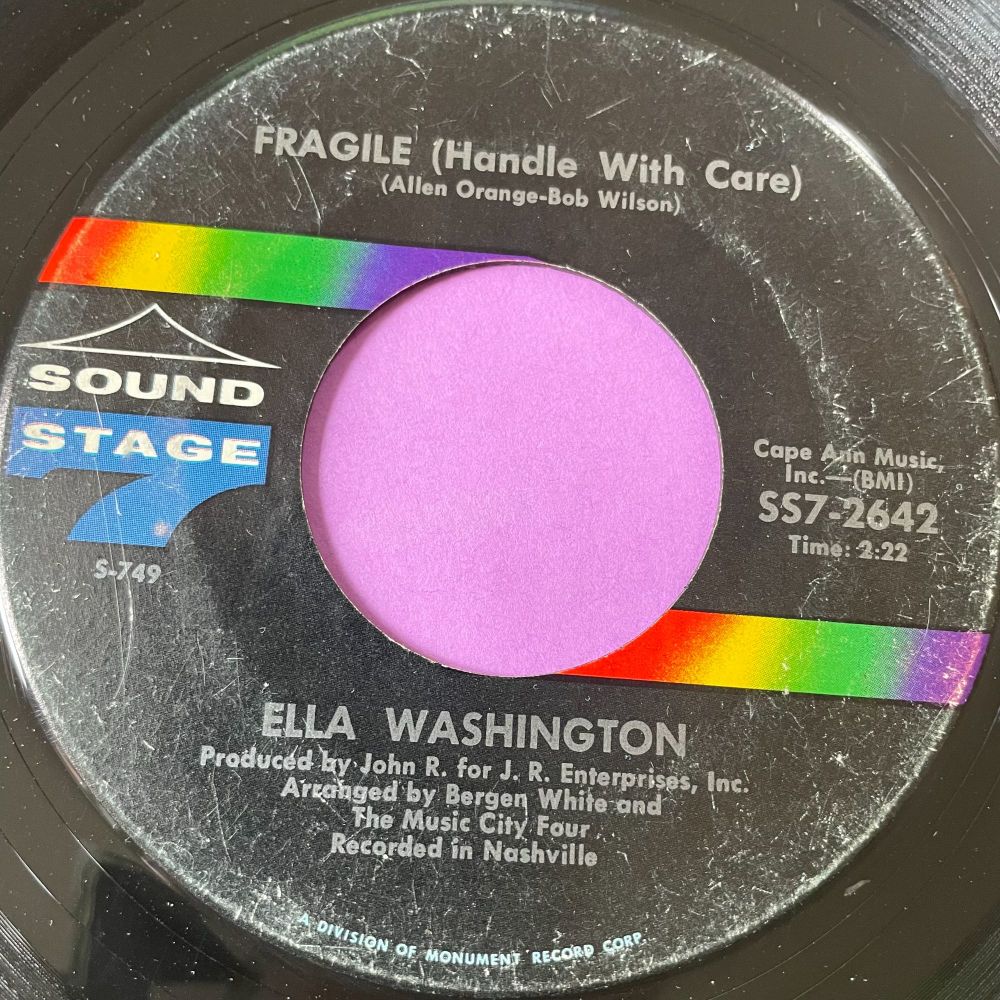 FRAGILE (Handle With Care)
(Allen Orange-Bob Wilson)
SOUND
STAGE
7
S-749
Cape Ann Music,
Inc.—(BMI)
SS7-2642
Time: 2:22
ELLA WASHINGTON
Produced by John R. for J. R. Enterprises, Inc.
Arranged by Bergen White and
The Music City Four
Recorded in Nashville
A DIVISION OF MONUMENT RECORD CORP.